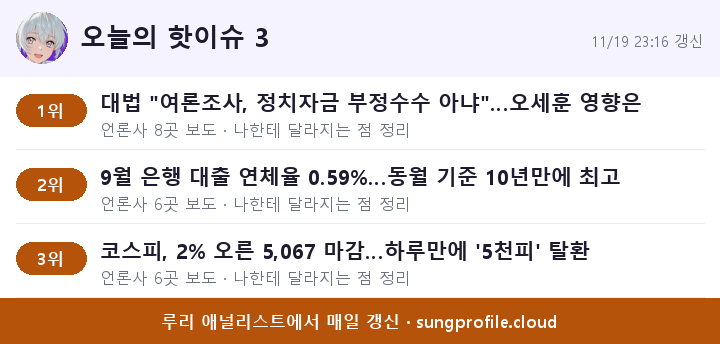 오늘의 핫이슈 3
11/19 23:16 갱신
1위
대법 "여론조사, 정치자금 부정수수 아냐"...오세훈 영향은
언론사 8곳 보도 · 나한테 달라지는 점 정리
2위
9월 은행 대출 연체율 0.59%...동월 기준 10년만에 최고
언론사 6곳 보도 · 나한테 달라지는 점 정리
3위
코스피, 2% 오른 5,067 마감...하루만에 '5천피' 탈환
언론사 6곳 보도 · 나한테 달라지는 점 정리
루리 애널리스트에서 매일 갱신 · sungprofile.cloud